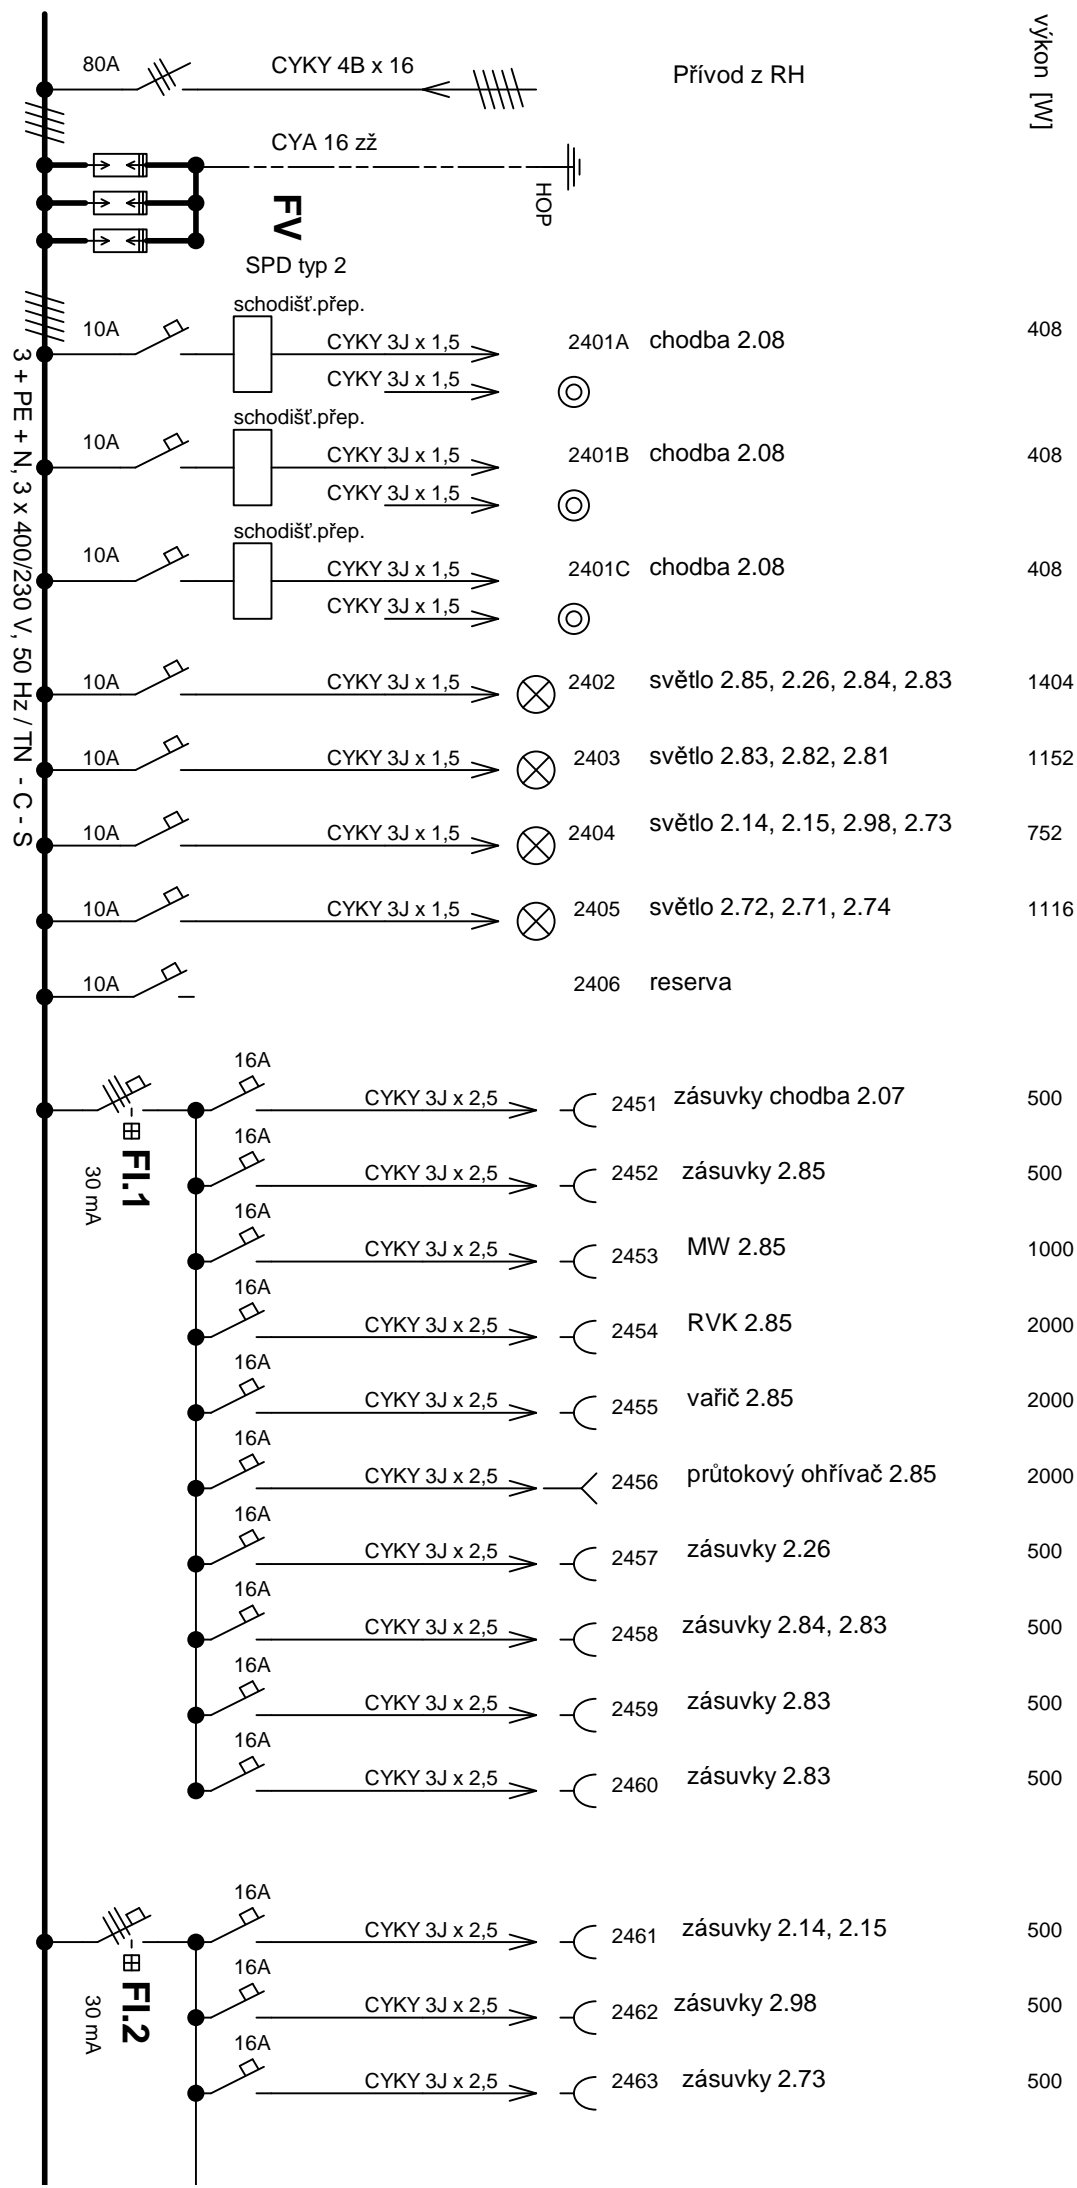 výkon [W]
80A CYKY 4B x 16 Přívod z RH
CYA 16 zž
HOP
FV
SPD typ 2
3 + PE + N, 3 x 400/230 V, 50 Hz / TN - C - S
schodišť.přep.
10A CYKY 3J x 1,5 2401A chodba 2.08 408
CYKY 3J x 1,5
schodišť.přep.
10A CYKY 3J x 1,5 2401B chodba 2.08 408
CYKY 3J x 1,5
schodišť.přep.
10A CYKY 3J x 1,5 2401C chodba 2.08 408
CYKY 3J x 1,5
10A CYKY 3J x 1,5 2402 světlo 2.85, 2.26, 2.84, 2.83 1404
10A CYKY 3J x 1,5 2403 světlo 2.83, 2.82, 2.81 1152
10A CYKY 3J x 1,5 2404 světlo 2.14, 2.15, 2.98, 2.73 752
10A CYKY 3J x 1,5 2405 světlo 2.72, 2.71, 2.74 1116
10A 2406 reserva
16A CYKY 3J x 2,5 2451 zásuvky chodba 2.07 500
FI.1
30 mA
16A CYKY 3J x 2,5 2452 zásuvky 2.85 500
16A CYKY 3J x 2,5 2453 MW 2.85 1000
16A CYKY 3J x 2,5 2454 RVK 2.85 2000
16A CYKY 3J x 2,5 2455 vařič 2.85 2000
16A CYKY 3J x 2,5 2456 průtokový ohřívač 2.85 2000
16A CYKY 3J x 2,5 2457 zásuvky 2.26 500
16A CYKY 3J x 2,5 2458 zásuvky 2.84, 2.83 500
16A CYKY 3J x 2,5 2459 zásuvky 2.83 500
16A CYKY 3J x 2,5 2460 zásuvky 2.83 500
16A CYKY 3J x 2,5 2461 zásuvky 2.14, 2.15 500
FI.2
30 mA
16A CYKY 3J x 2,5 2462 zásuvky 2.98 500
16A CYKY 3J x 2,5 2463 zásuvky 2.73 500